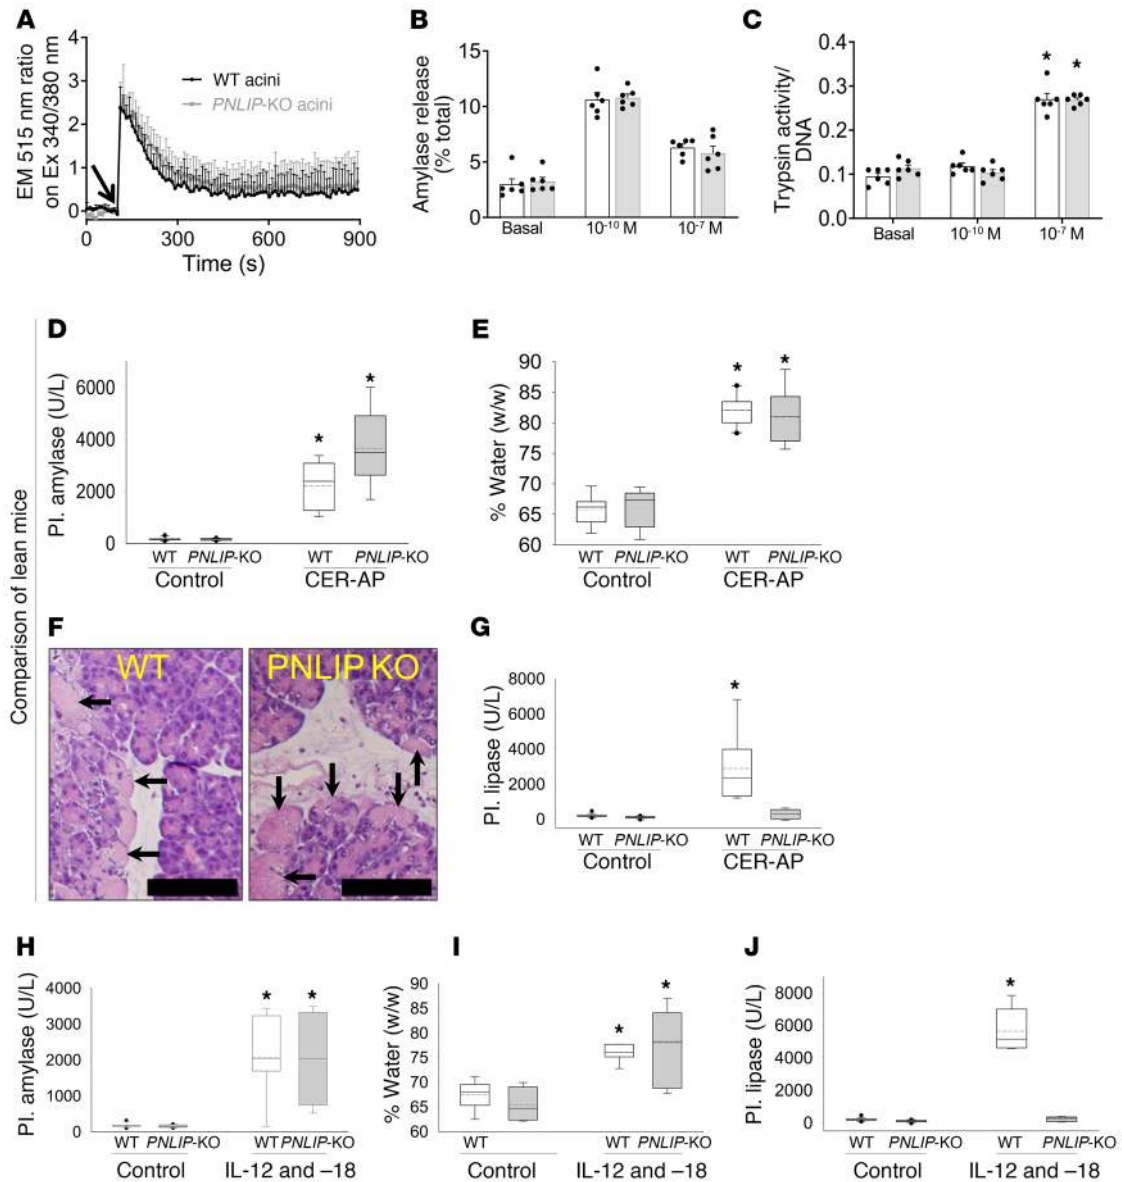 A
EM 515 nm ratio
on Ex 340/380 nm
4
3
2
1
0
WT acini
PNLIP-KO acini
0
300
600
900
Time (s)
B
Amylase release
(% total)
15
10
5
0
Basal
10⁻¹⁰ M
10⁻⁷ M
C
Trypsin activity/
DNA
0.4
0.3
0.2
0.1
0.0
* *
Basal
10⁻¹⁰ M
10⁻⁷ M
Comparison of lean mice
D
Pl. amylase (U/L)
6000
4000
2000
0
* *
WT PNLIP-KO WT PNLIP-KO
Control CER-AP
E
% Water (w/w)
90
85
80
75
70
65
60
* *
WT PNLIP-KO WT PNLIP-KO
Control CER-AP
F
WT
PNLIP KO
G
Pl. lipase (U/L)
8000
6000
4000
2000
0
*
WT PNLIP-KO WT PNLIP-KO
Control CER-AP
H
Pl. amylase (U/L)
4000
3000
2000
1000
0
* *
WT PNLIP-KO WT PNLIP-KO
Control IL-12 and –18
I
% Water (w/w)
90
85
80
75
70
65
60
* *
WT WT PNLIP-KO
Control IL-12 and –18
J
Pl. lipase (U/L)
8000
6000
4000
2000
0
*
WT PNLIP-KO WT PNLIP-KO
Control IL-12 and –18